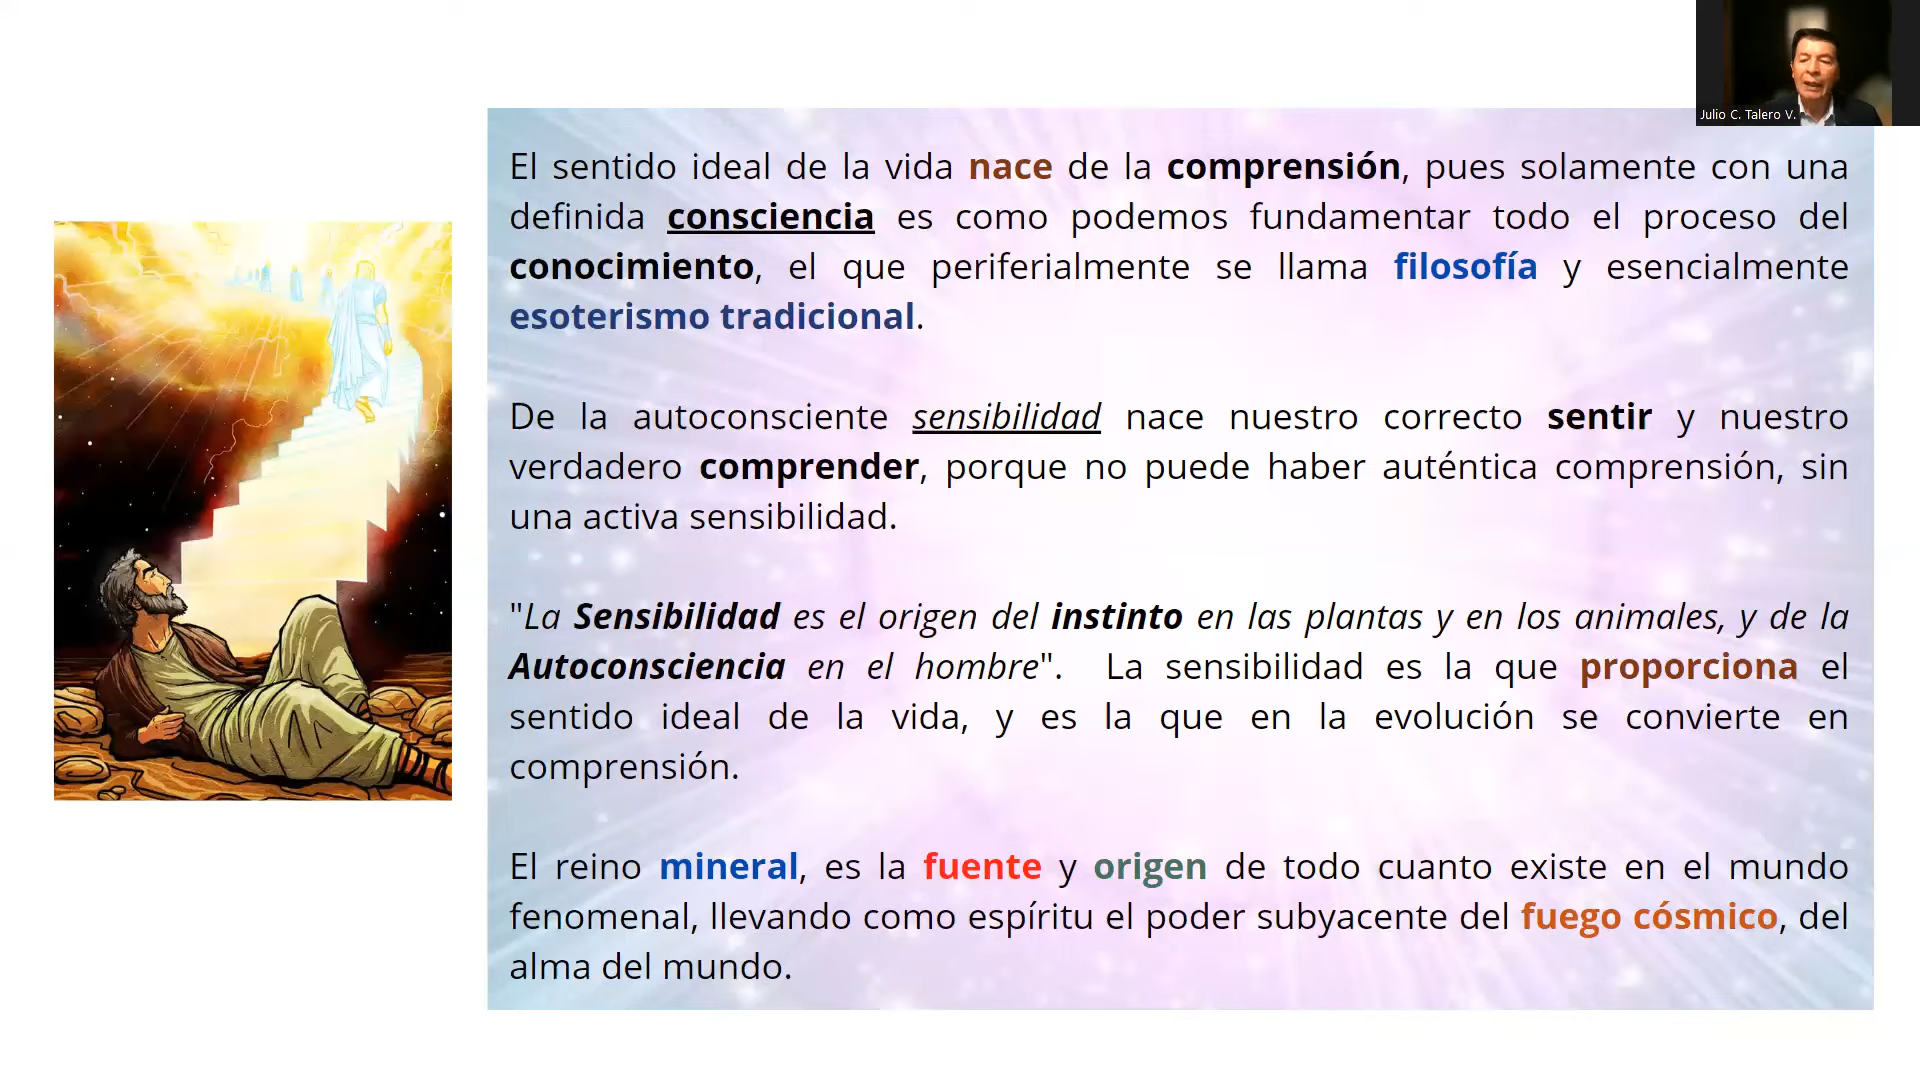 Julio C. Talero V.
El sentido ideal de la vida nace de la comprensión, pues solamente con una
definida consciencia es como podemos fundamentar todo el proceso del
conocimiento, el que periferialmente se llama filosofía y esencialmente
esoterismo tradicional.
De la autoconsciente sensibilidad nace nuestro correcto sentir y nuestro
verdadero comprender, porque no puede haber auténtica comprensión, sin
una activa sensibilidad.
"La Sensibilidad es el origen del instinto en las plantas y en los animales, y de la
Autoconsciencia en el hombre". La sensibilidad es la que proporciona el
sentido ideal de la vida, y es la que en la evolución se convierte en
comprensión.
El reino mineral, es la fuente y origen de todo cuanto existe en el mundo
fenomenal, llevando como espíritu el poder subyacente del fuego cósmico, del
alma del mundo.